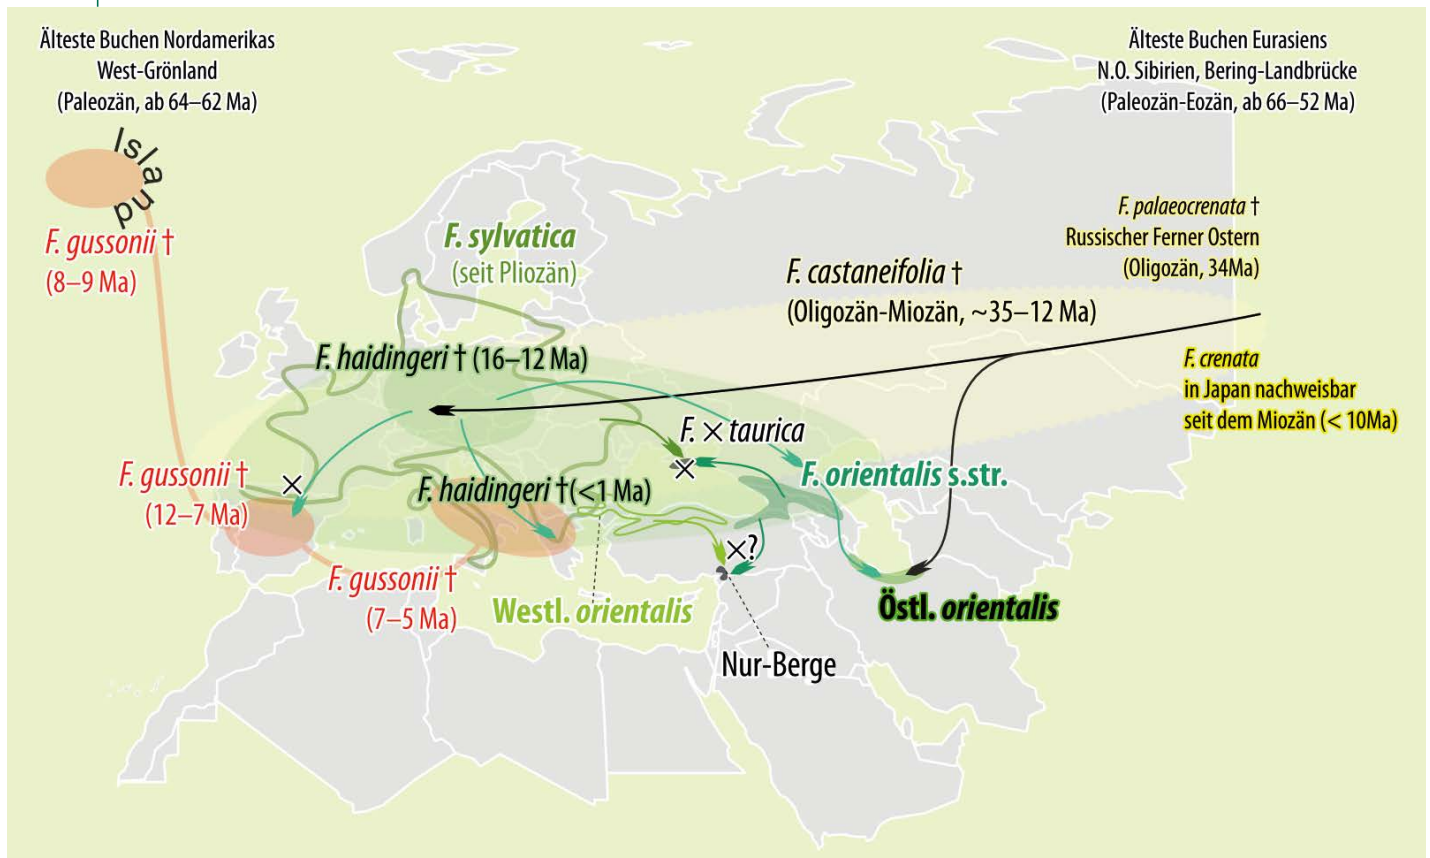 Älteste Buchen Nordamerikas
West-Grönland
(Paleozän, ab 64–62 Ma)
Älteste Buchen Eurasiens
N.O. Sibirien, Bering-Landbrücke
(Paleozän-Eozän, ab 66–52 Ma)
Island
F. gussonii †
(8–9 Ma)
F. sylvatica
(seit Pliozän)
F. palaeocrenata †
Russischer Ferner Ostern
(Oligozän, 34Ma)
F. castaneifolia †
(Oligozän-Miozän, ~35–12 Ma)
F. haidingeri † (16–12 Ma)
F. crenata
in Japan nachweisbar
seit dem Miozän (< 10Ma)
F. × taurica
×
F. gussonii †
(12–7 Ma)
×
F. haidingeri †(<1 Ma)
F. orientalis s.str.
×?
F. gussonii †
(7–5 Ma)
Westl. orientalis
Östl. orientalis
Nur-Berge